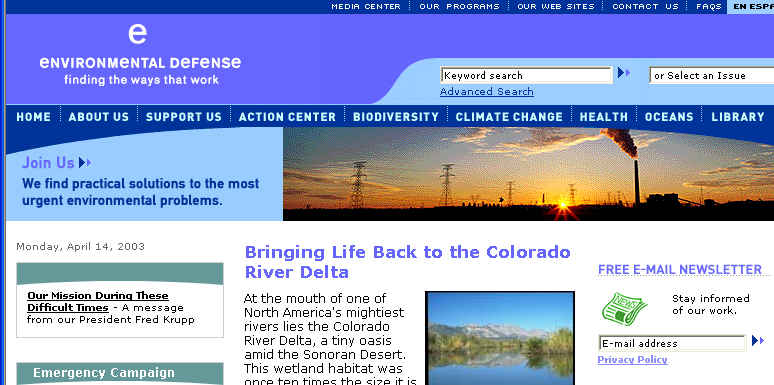 MEDIA CENTER OUR PROGRAMS OUR WEB SITES CONTACT US FAQS EN ESPA
e
ENVIRONMENTAL DEFENSE
finding the ways that work
Keyword search
or Select an Issue
Advanced Search
HOME ABOUT US SUPPORT US ACTION CENTER BIODIVERSITY CLIMATE CHANGE HEALTH OCEANS LIBRARY
Join Us
We find practical solutions to the most
urgent environmental problems.
Monday, April 14, 2003
Our Mission During These
Difficult Times - A message
from our President Fred Krupp
Emergency Campaign
Bringing Life Back to the Colorado
River Delta
At the mouth of one of
North America's mightiest
rivers lies the Colorado
River Delta, a tiny oasis
amid the Sonoran Desert.
This wetland habitat was
once ten times the size it is
FREE E-MAIL NEWSLETTER
NEWS
Stay informed
of our work.
E-mail address
Privacy Policy